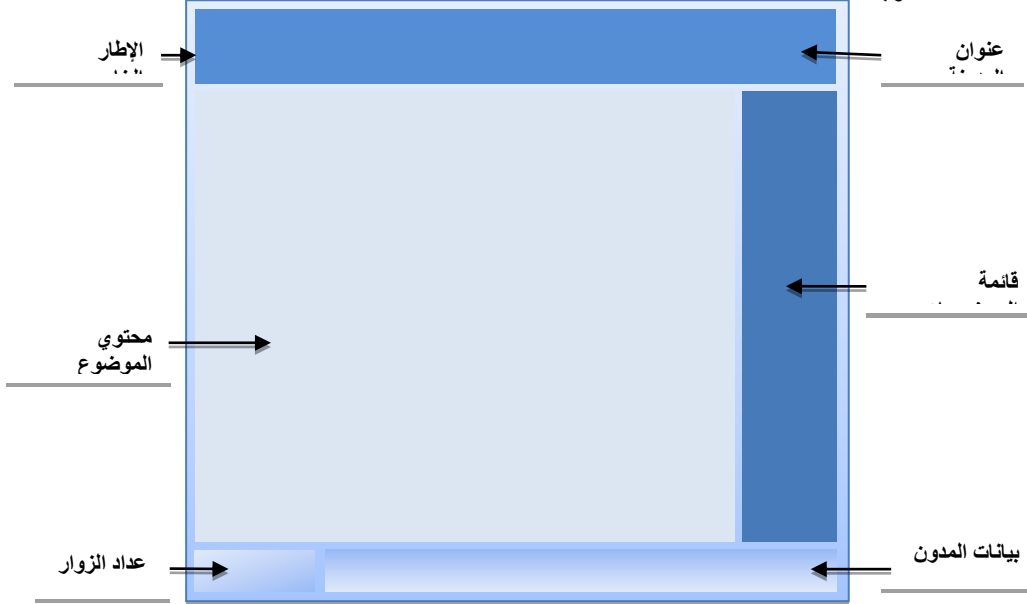 عنوان
الإطار
قائمة
محتوي
الموضوع
بيانات المدون
عداد الزوار